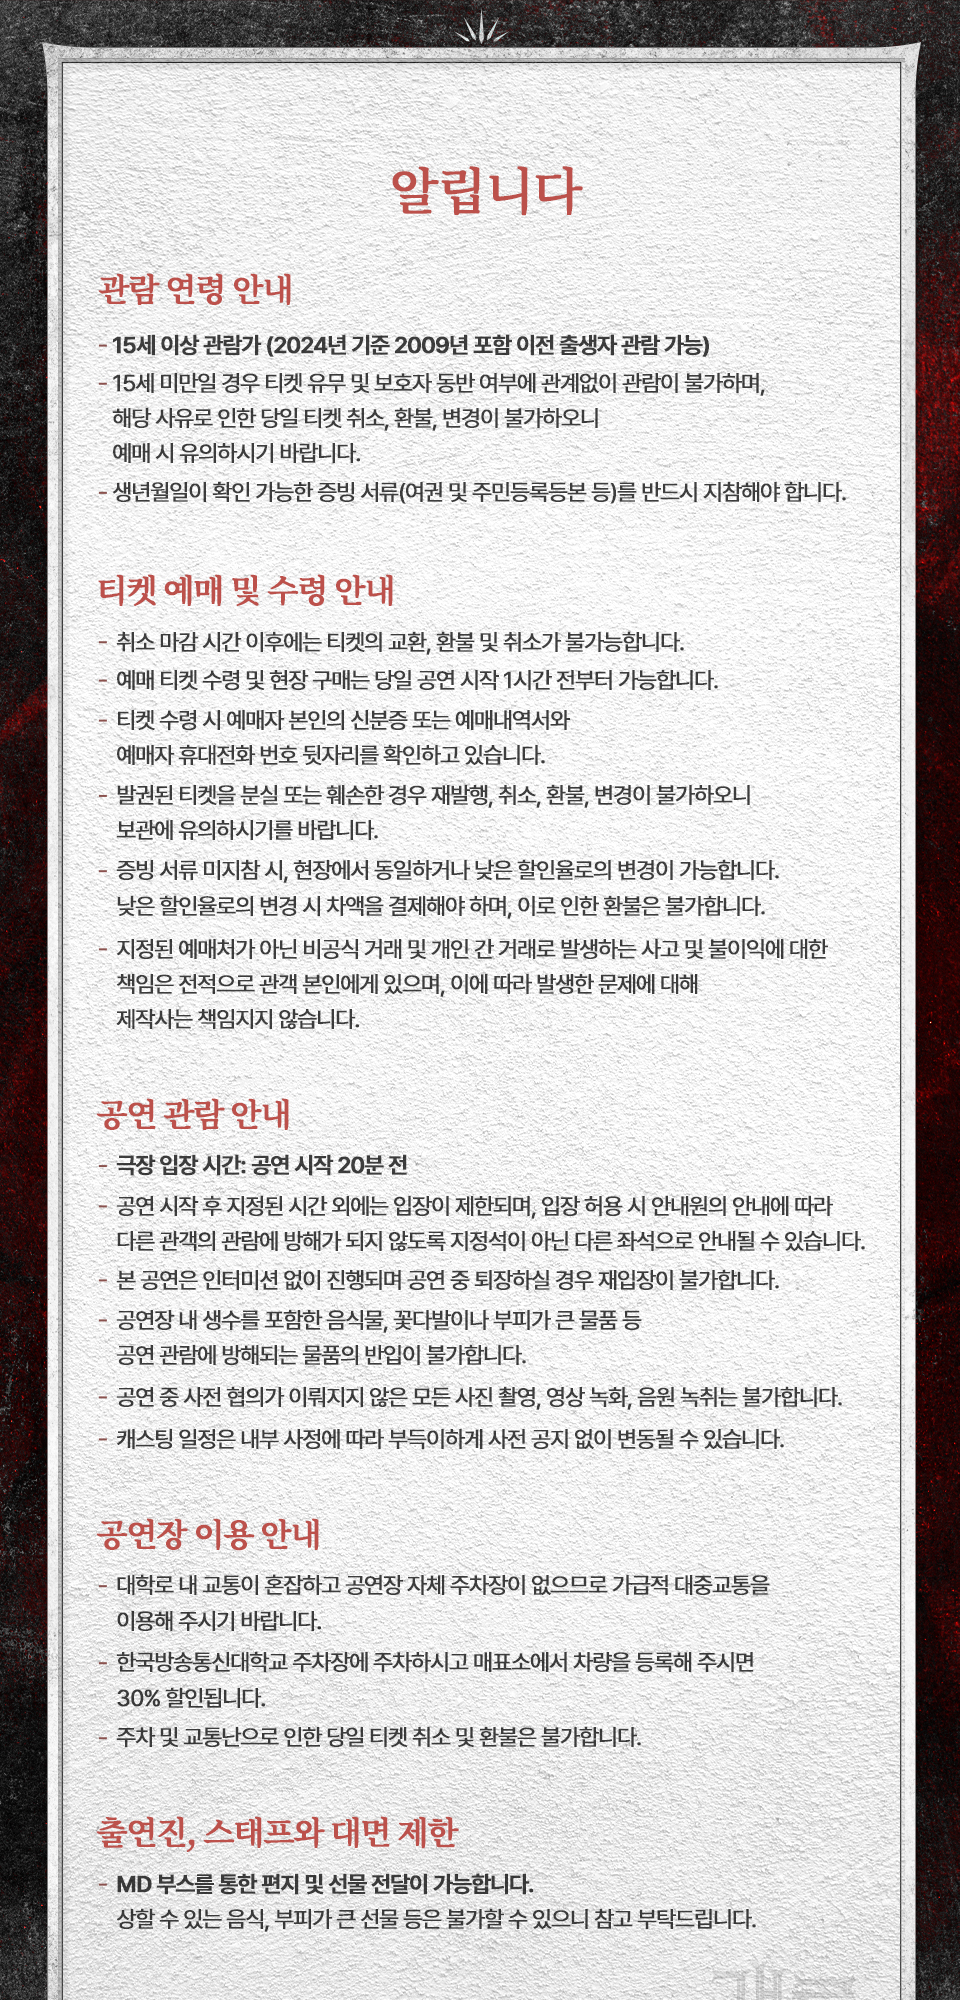 알립니다
관람 연령 안내
- 15세 이상 관람가 (2024년 기준 2009년 포함 이전 출생자 관람 가능)
- 15세 미만일 경우 티켓 유무 및 보호자 동반 여부에 관계없이 관람이 불가하며,
해당 사유로 인한 당일 티켓 취소, 환불, 변경이 불가하오니
예매 시 유의하시기 바랍니다.
- 생년월일이 확인 가능한 증빙 서류(여권 및 주민등록등본 등)를 반드시 지참해야 합니다.
티켓 예매 및 수령 안내
- 취소 마감 시간 이후에는 티켓의 교환, 환불 및 취소가 불가능합니다.
- 예매 티켓 수령 및 현장 구매는 당일 공연 시작 1시간 전부터 가능합니다.
- 티켓 수령 시 예매자 본인의 신분증 또는 예매내역서와
예매자 휴대전화 번호 뒷자리를 확인하고 있습니다.
- 발권된 티켓을 분실 또는 훼손한 경우 재발행, 취소, 환불, 변경이 불가하오니
보관에 유의하시기를 바랍니다.
- 증빙 서류 미지참 시, 현장에서 동일하거나 낮은 할인율로의 변경이 가능합니다.
낮은 할인율로의 변경 시 차액을 결제해야 하며, 이로 인한 환불은 불가합니다.
- 지정된 예매처가 아닌 비공식 거래 및 개인 간 거래로 발생하는 사고 및 불이익에 대한
책임은 전적으로 관객 본인에게 있으며, 이에 따라 발생한 문제에 대해
제작사는 책임지지 않습니다.
공연 관람 안내
- 극장 입장 시간: 공연 시작 20분 전
- 공연 시작 후 지정된 시간 외에는 입장이 제한되며, 입장 허용 시 안내원의 안내에 따라
다른 관객의 관람에 방해가 되지 않도록 지정석이 아닌 다른 좌석으로 안내될 수 있습니다.
- 본 공연은 인터미션 없이 진행되며 공연 중 퇴장하실 경우 재입장이 불가합니다.
- 공연장 내 생수를 포함한 음식물, 꽃다발이나 부피가 큰 물품 등
공연 관람에 방해되는 물품의 반입이 불가합니다.
- 공연 중 사전 협의가 이뤄지지 않은 모든 사진 촬영, 영상 녹화, 음원 녹취는 불가합니다.
- 캐스팅 일정은 내부 사정에 따라 부득이하게 사전 공지 없이 변동될 수 있습니다.
공연장 이용 안내
- 대학로 내 교통이 혼잡하고 공연장 자체 주차장이 없으므로 가급적 대중교통을
이용해 주시기 바랍니다.
- 한국방송통신대학교 주차장에 주차하시고 매표소에서 차량을 등록해 주시면
30% 할인됩니다.
- 주차 및 교통난으로 인한 당일 티켓 취소 및 환불은 불가합니다.
출연진, 스태프와 대면 제한
- MD 부스를 통한 편지 및 선물 전달이 가능합니다.
상할 수 있는 음식, 부피가 큰 선물 등은 불가할 수 있으니 참고 부탁드립니다.